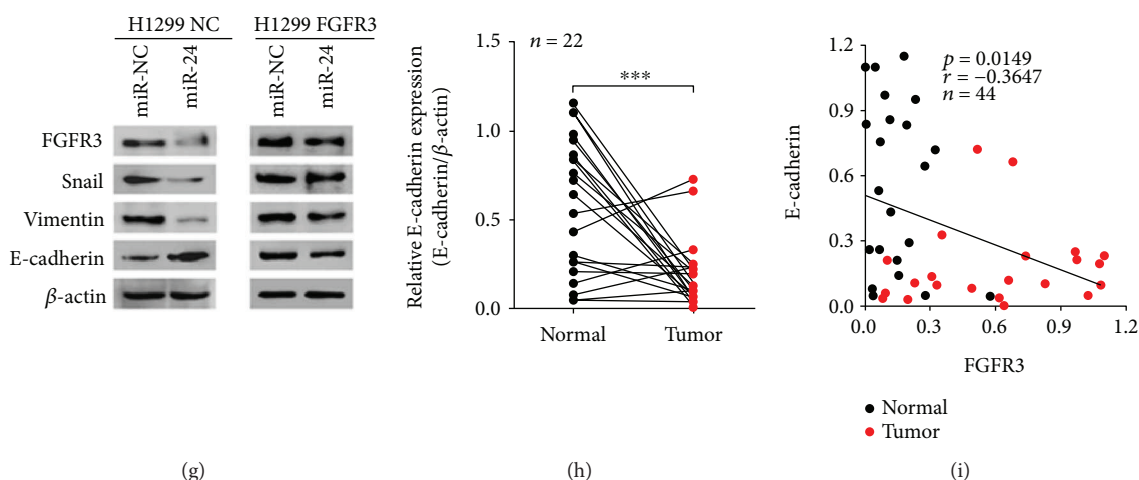 H1299 NC
H1299 FGFR3
miR-NC
miR-24
miR-NC
miR-24
FGFR3
Snail
Vimentin
E-cadherin
β-actin
(g)
Relative E-cadherin expression
(E-cadherin/β-actin)
1.5
1.0
0.5
0.0
n = 22
***
Normal
Tumor
(h)
E-cadherin
1.2
0.9
0.6
0.3
0.0
p = 0.0149
r = −0.3647
n = 44
0.0
0.3
0.6
0.9
1.2
FGFR3
Normal
Tumor
(i)